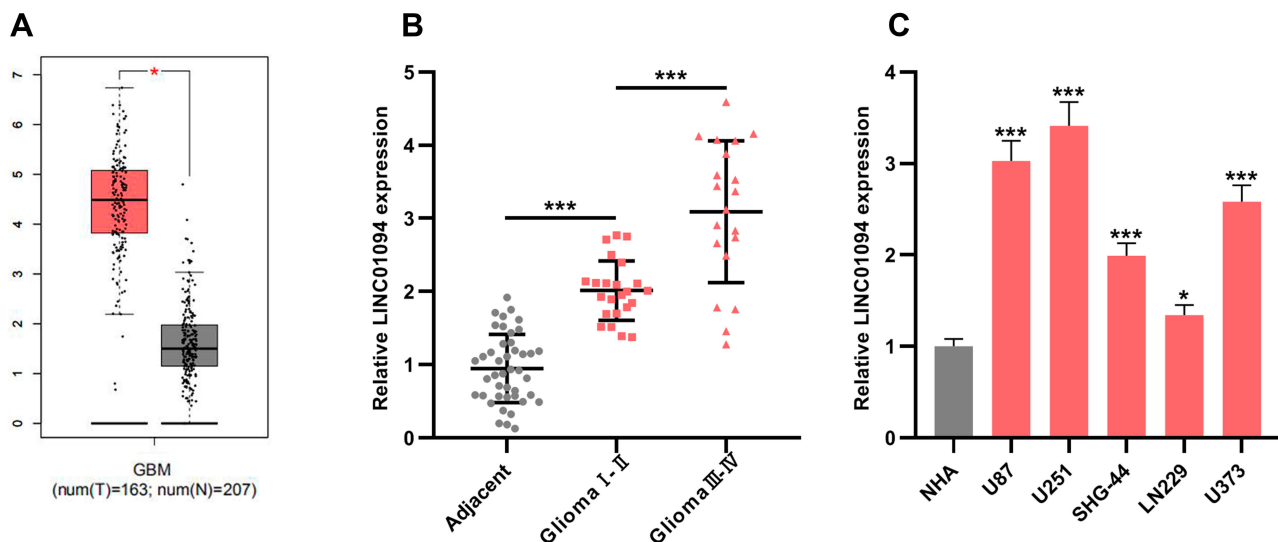 A
7
6
5
4
3
2
1
0
*
GBM
(num(T)=163; num(N)=207)
B
Relative LINC01094 expression
5
4
3
2
1
0
***
***
Adjacent
Glioma Ⅰ-Ⅱ
Glioma Ⅲ-Ⅳ
C
Relative LINC01094 expression
4
3
2
1
0
***
***
***
*
***
NHA
U87
U251
SHG-44
LN229
U373